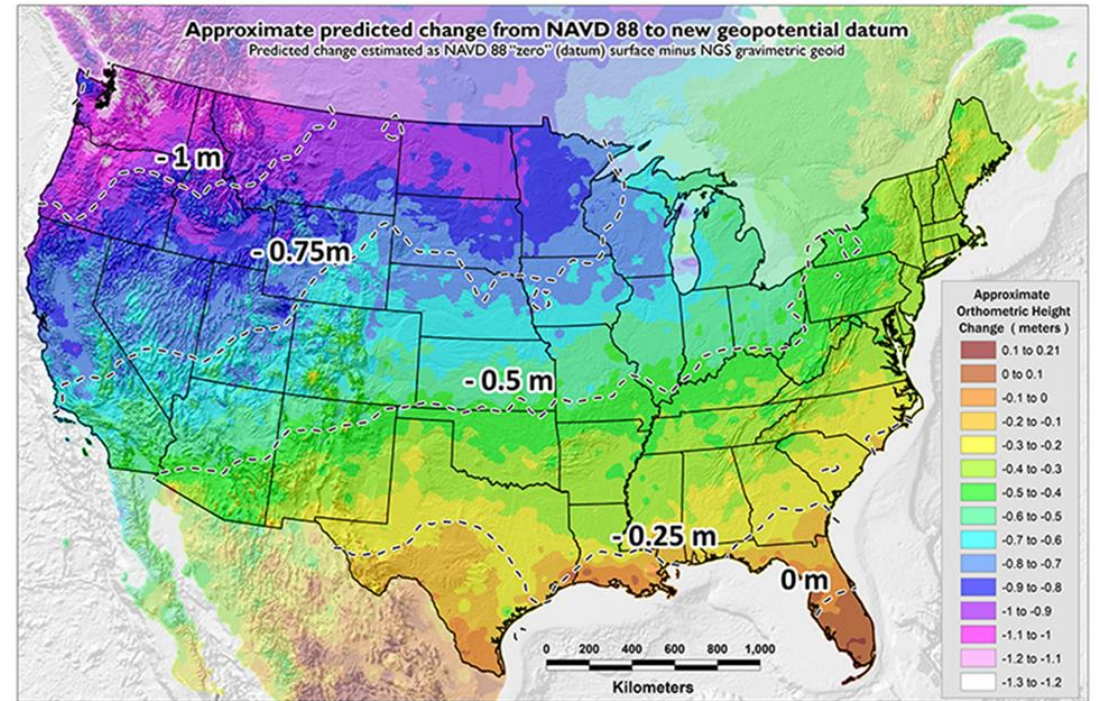 Approximate predicted change from NAVD 88 to new geopotential datum
Predicted change estimated as NAVD 88 "zero" (datum) surface minus NGS gravimetric geoid
- 1 m
- 0.75m
- 0.5 m
- 0.25 m
0 m
0 200 400 600 800 1,000
Kilometers
Approximate
Orthometric Height
Change ( meters )
0.1 to 0.21
0 to 0.1
-0.1 to 0
-0.2 to -0.1
-0.3 to -0.2
-0.4 to -0.3
-0.5 to -0.4
-0.6 to -0.5
-0.7 to -0.6
-0.8 to -0.7
-0.9 to -0.8
-1 to -0.9
-1.1 to -1
-1.2 to -1.1
-1.3 to -1.2